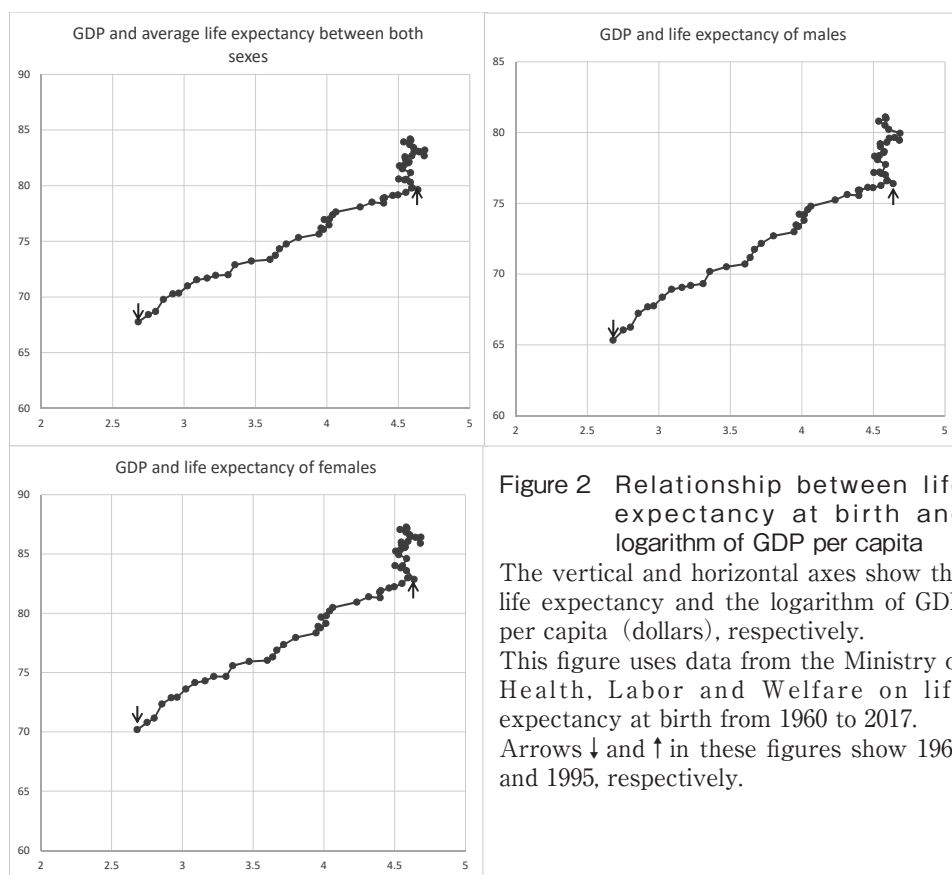 GDP and average life expectancy between both
sexes
90
85
80
75
70
65
60
2
2.5
3
3.5
4
4.5
5
GDP and life expectancy of males
85
80
75
70
65
60
2
2.5
3
3.5
4
4.5
5
GDP and life expectancy of females
90
85
80
75
70
65
60
2
2.5
3
3.5
4
4.5
5
Figure 2 Relationship between lif
expectancy at birth an
logarithm of GDP per capita
The vertical and horizontal axes show th
life expectancy and the logarithm of GD
per capita (dollars), respectively.
This figure uses data from the Ministry o
Health, Labor and Welfare on lif
expectancy at birth from 1960 to 2017.
Arrows ↓ and ↑ in these figures show 196
and 1995, respectively.